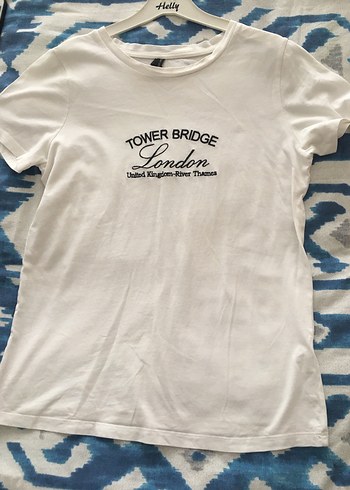 Helly
TOWER BRIDGE
London
United Kingdom-River Thames